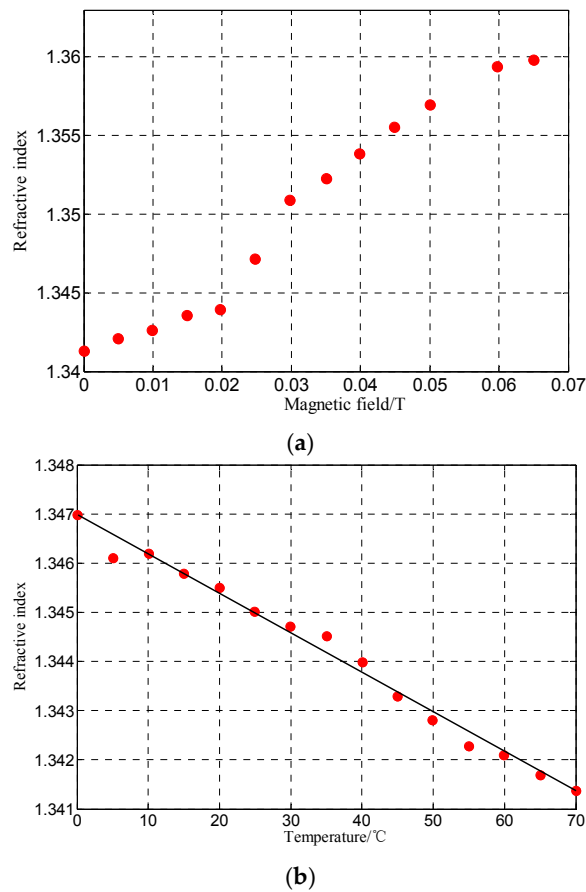 1.36
1.355
1.35
1.345
1.34
Refractive index
0 0.01 0.02 0.03 0.04 0.05 0.06 0.07
Magnetic field/T
(a)
1.348
1.347
1.346
1.345
1.344
1.343
1.342
1.341
Refractive index
0 10 20 30 40 50 60 70
Temperature/℃
(b)